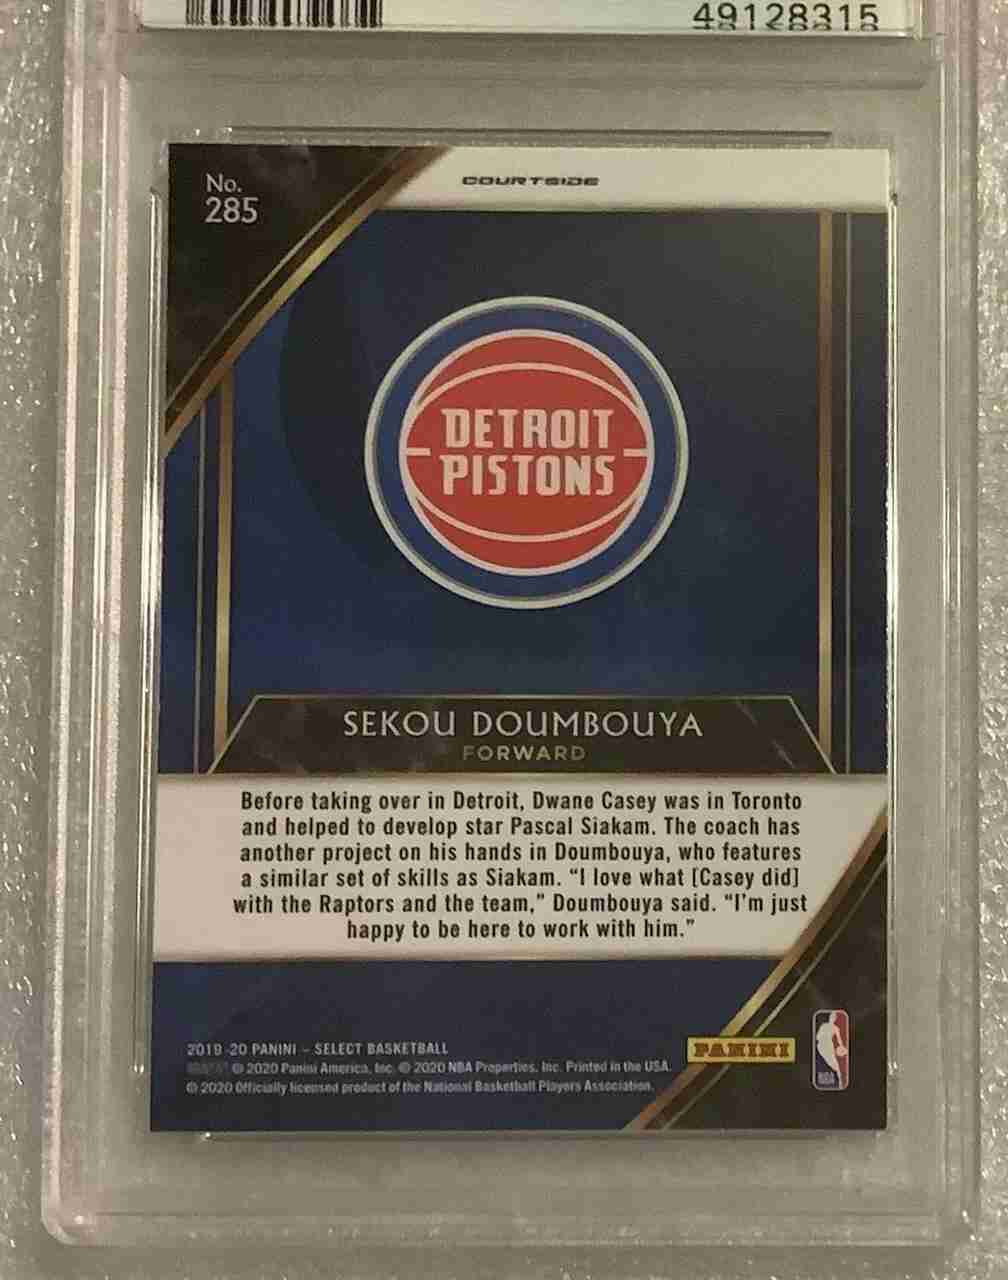 49128315
No.
285
COURTSIDE
DETROIT
PISTONS
SEKOU DOUMBOUYA
FORWARD
Before taking over in Detroit, Dwane Casey was in Toronto
and helped to develop star Pascal Siakam. The coach has
another project on his hands in Doumbouya, who features
a similar set of skills as Siakam. “I love what [Casey did]
with the Raptors and the team,” Doumbouya said. “I’m just
happy to be here to work with him.”
2019-20 PANINI – SELECT BASKETBALL
© 2020 Panini America, Inc. © 2020 NBA Properties, Inc. Printed in the USA.
© 2020 Officially licensed product of the National Basketball Players Association.
PANINI
NBA